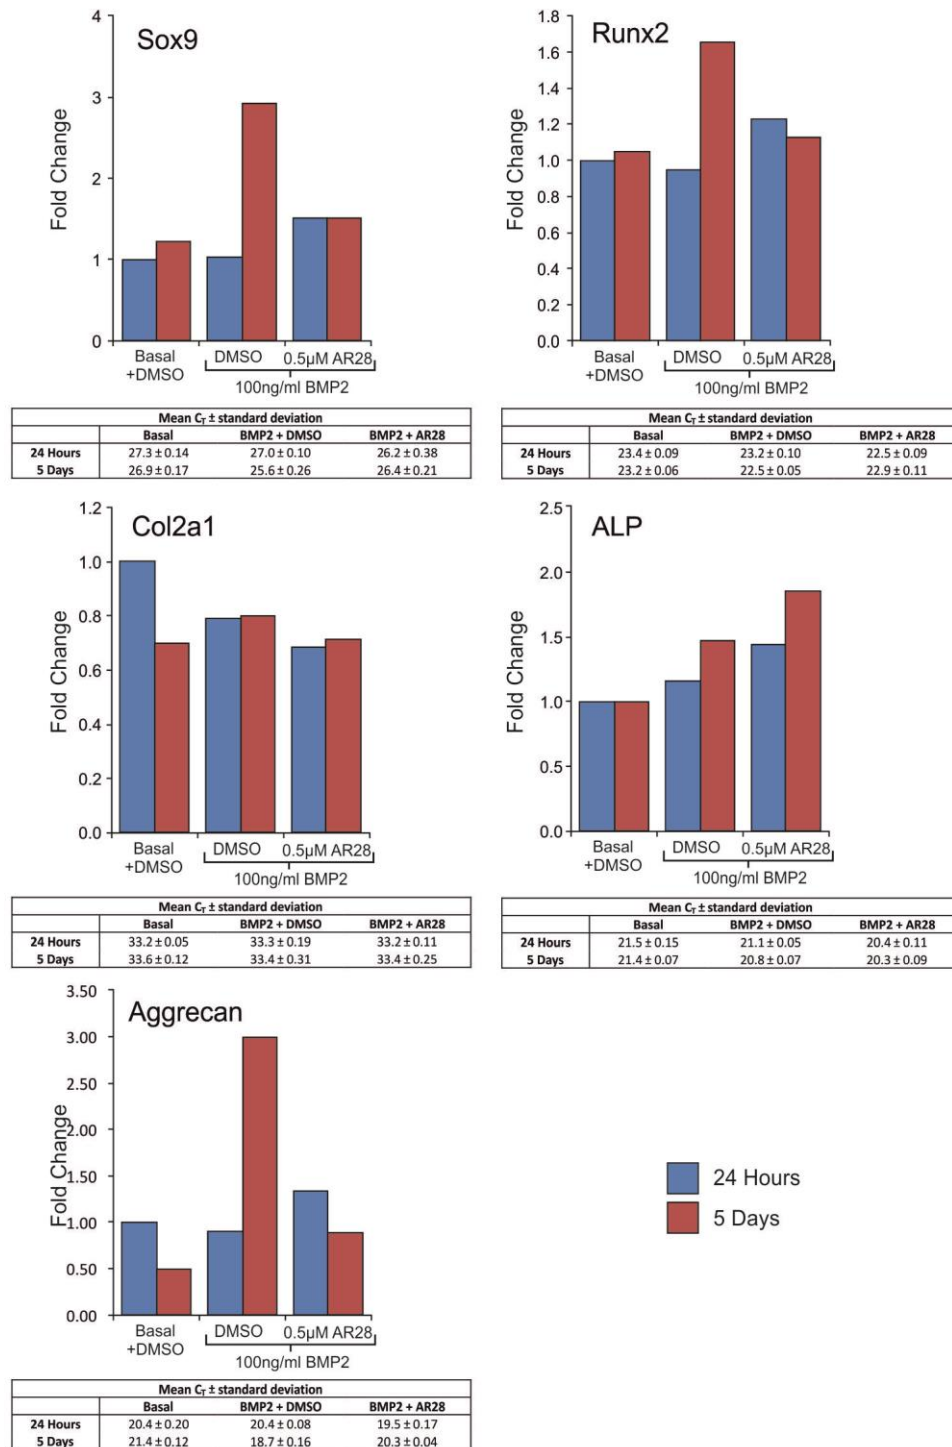 Sox9
Fold Change
4
3
2
1
0
Basal +DMSO
DMSO
0.5µM AR28
100ng/ml BMP2
Mean CT ± standard deviation
Basal BMP2 + DMSO BMP2 + AR28
24 Hours 27.3 ± 0.14 27.0 ± 0.10 26.2 ± 0.38
5 Days 26.9 ± 0.17 25.6 ± 0.26 26.4 ± 0.21
Runx2
Fold Change
1.8
1.6
1.4
1.2
1.0
0.8
0.6
0.4
0.2
0.0
Basal +DMSO
DMSO
0.5µM AR28
100ng/ml BMP2
Mean CT ± standard deviation
Basal BMP2 + DMSO BMP2 + AR28
24 Hours 23.4 ± 0.09 23.2 ± 0.10 22.5 ± 0.09
5 Days 23.2 ± 0.06 22.5 ± 0.05 22.9 ± 0.11
Col2a1
Fold Change
1.2
1.0
0.8
0.6
0.4
0.2
0.0
Basal +DMSO
DMSO
0.5µM AR28
100ng/ml BMP2
Mean CT ± standard deviation
Basal BMP2 + DMSO BMP2 + AR28
24 Hours 33.2 ± 0.05 33.3 ± 0.19 33.2 ± 0.11
5 Days 33.6 ± 0.12 33.4 ± 0.31 33.4 ± 0.25
ALP
Fold Change
2.5
2.0
1.5
1.0
0.5
0.0
Basal +DMSO
DMSO
0.5µM AR28
100ng/ml BMP2
Mean CT ± standard deviation
Basal BMP2 + DMSO BMP2 + AR28
24 Hours 21.5 ± 0.15 21.1 ± 0.05 20.4 ± 0.11
5 Days 21.4 ± 0.07 20.8 ± 0.07 20.3 ± 0.09
Aggrecan
Fold Change
3.50
3.00
2.50
2.00
1.50
1.00
0.50
0.00
Basal +DMSO
DMSO
0.5µM AR28
100ng/ml BMP2
Mean CT ± standard deviation
Basal BMP2 + DMSO BMP2 + AR28
24 Hours 20.4 ± 0.20 20.4 ± 0.08 19.5 ± 0.17
5 Days 21.4 ± 0.12 18.7 ± 0.16 20.3 ± 0.04
24 Hours
5 Days